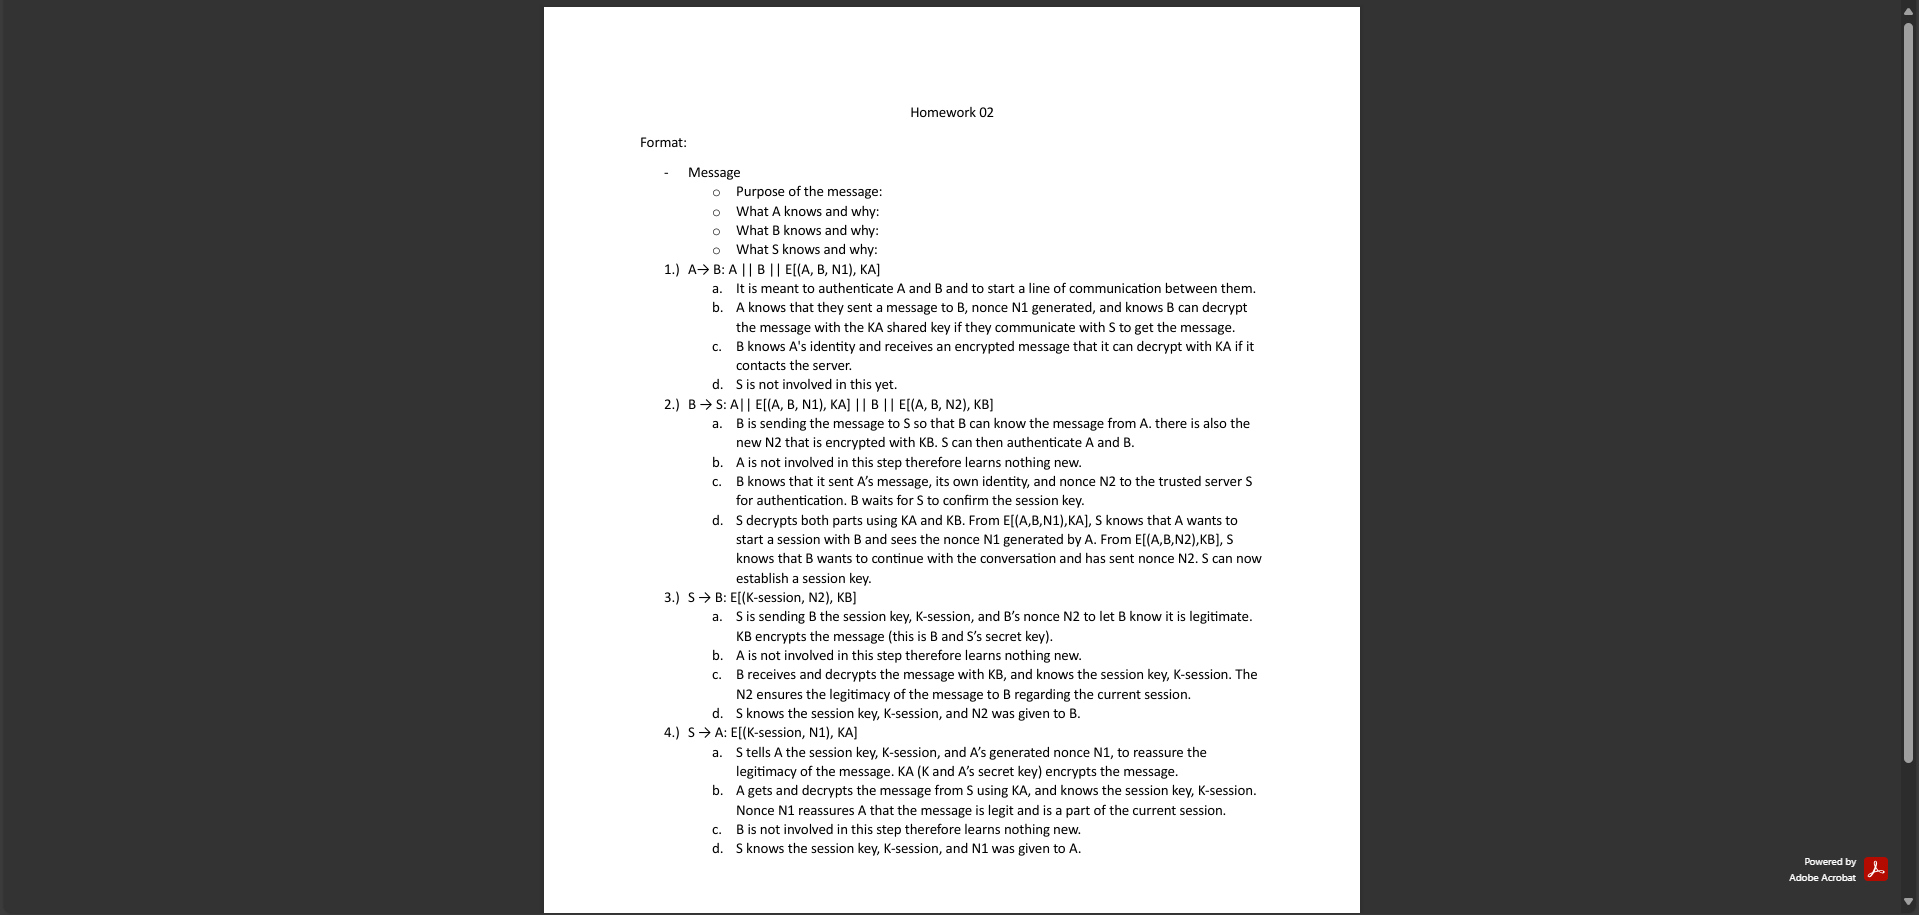 Homework 02
Format:
- Message
o Purpose of the message:
o What A knows and why:
o What B knows and why:
o What S knows and why:
1.) A→ B: A || B || E[(A, B, N1), KA]
a. It is meant to authenticate A and B and to start a line of communication between them.
b. A knows that they sent a message to B, nonce N1 generated, and knows B can decrypt
the message with the KA shared key if they communicate with S to get the message.
c. B knows A's identity and receives an encrypted message that it can decrypt with KA if it
contacts the server.
d. S is not involved in this yet.
2.) B → S: A|| E[(A, B, N1), KA] || B || E[(A, B, N2), KB]
a. B is sending the message to S so that B can know the message from A. there is also the
new N2 that is encrypted with KB. S can then authenticate A and B.
b. A is not involved in this step therefore learns nothing new.
c. B knows that it sent A’s message, its own identity, and nonce N2 to the trusted server S
for authentication. B waits for S to confirm the session key.
d. S decrypts both parts using KA and KB. From E[(A,B,N1),KA], S knows that A wants to
start a session with B and sees the nonce N1 generated by A. From E[(A,B,N2),KB], S
knows that B wants to continue with the conversation and has sent nonce N2. S can now
establish a session key.
3.) S → B: E[(K-session, N2), KB]
a. S is sending B the session key, K-session, and B’s nonce N2 to let B know it is legitimate.
KB encrypts the message (this is B and S’s secret key).
b. A is not involved in this step therefore learns nothing new.
c. B receives and decrypts the message with KB, and knows the session key, K-session. The
N2 ensures the legitimacy of the message to B regarding the current session.
d. S knows the session key, K-session, and N2 was given to B.
4.) S → A: E[(K-session, N1), KA]
a. S tells A the session key, K-session, and A’s generated nonce N1, to reassure the
legitimacy of the message. KA (K and A’s secret key) encrypts the message.
b. A gets and decrypts the message from S using KA, and knows the session key, K-session.
Nonce N1 reassures A that the message is legit and is a part of the current session.
c. B is not involved in this step therefore learns nothing new.
d. S knows the session key, K-session, and N1 was given to A.
Powered by
Adobe Acrobat